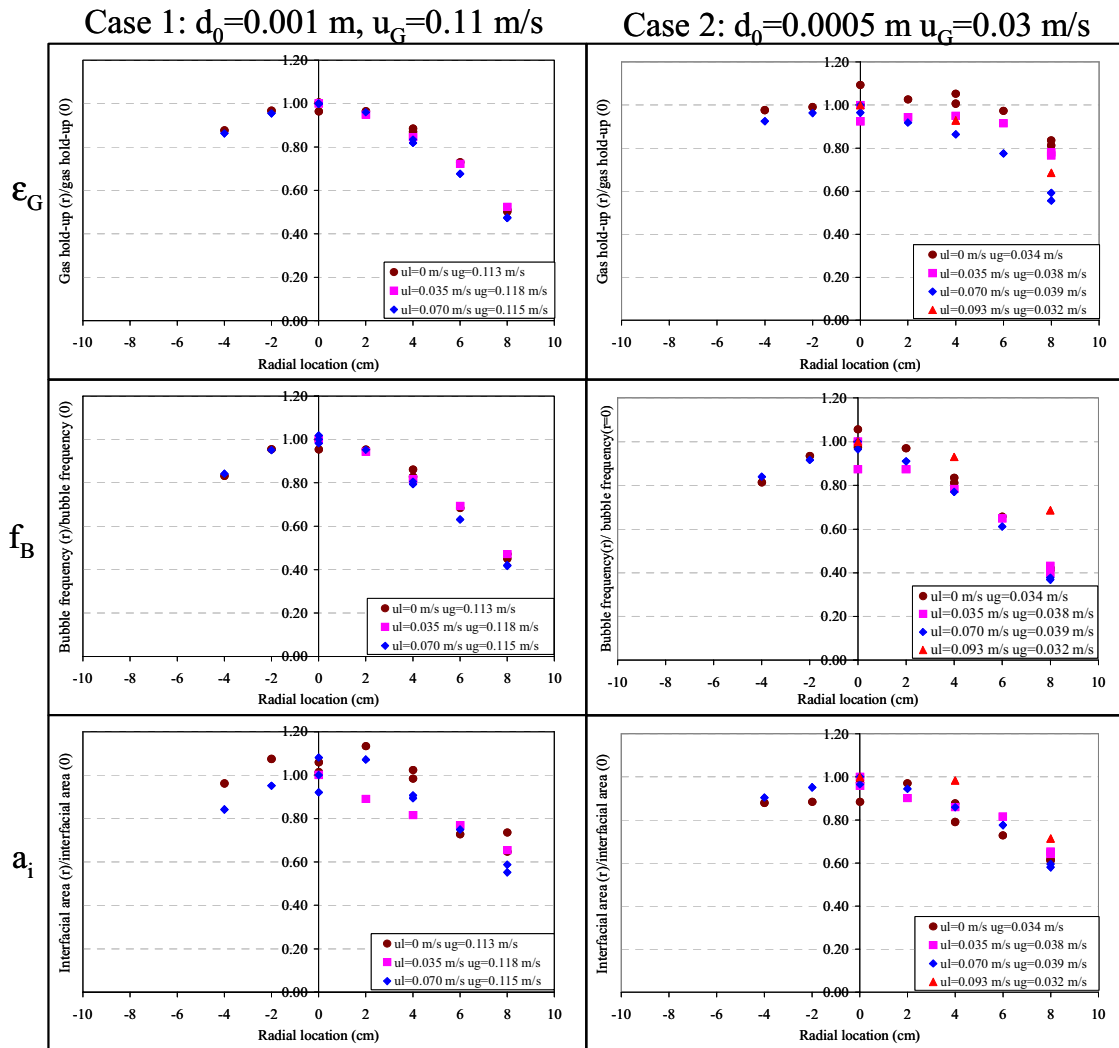 Case 1: d0=0.001 m, uG=0.11 m/s
Case 2: d0=0.0005 m uG=0.03 m/s
εG
Gas hold-up (r)/gas hold-up (0)
1.20
1.00
0.80
0.60
0.40
0.20
0.00
-10 -8 -6 -4 -2 0 2 4 6 8 10
Radial location (cm)
ul=0 m/s ug=0.113 m/s
ul=0.035 m/s ug=0.118 m/s
ul=0.070 m/s ug=0.115 m/s
Gas hold-up (r)/gas hold-up (0)
1.20
1.00
0.80
0.60
0.40
0.20
0.00
-10 -8 -6 -4 -2 0 2 4 6 8 10
Radial location (cm)
ul=0 m/s ug=0.034 m/s
ul=0.035 m/s ug=0.038 m/s
ul=0.070 m/s ug=0.039 m/s
ul=0.093 m/s ug=0.032 m/s
fB
Bubble frequency (r)/bubble frequency (0)
1.20
1.00
0.80
0.60
0.40
0.20
0.00
-10 -8 -6 -4 -2 0 2 4 6 8 10
Radial location (cm)
ul=0 m/s ug=0.113 m/s
ul=0.035 m/s ug=0.118 m/s
ul=0.070 m/s ug=0.115 m/s
Bubble frequency(r)/ bubble frequency(r=0)
1.20
1.00
0.80
0.60
0.40
0.20
0.00
-10 -8 -6 -4 -2 0 2 4 6 8 10
Radial location (cm)
ul=0 m/s ug=0.034 m/s
ul=0.035 m/s ug=0.038 m/s
ul=0.070 m/s ug=0.039 m/s
ul=0.093 m/s ug=0.032 m/s
ai
Interfacial area (r)/interfacial area (0)
1.20
1.00
0.80
0.60
0.40
0.20
0.00
-10 -8 -6 -4 -2 0 2 4 6 8 10
Radial location (cm)
ul=0 m/s ug=0.113 m/s
ul=0.035 m/s ug=0.118 m/s
ul=0.070 m/s ug=0.115 m/s
Interfacial area (r)/interfacial area (0)
1.20
1.00
0.80
0.60
0.40
0.20
0.00
-10 -8 -6 -4 -2 0 2 4 6 8 10
Radial location (cm)
ul=0 m/s ug=0.034 m/s
ul=0.035 m/s ug=0.038 m/s
ul=0.070 m/s ug=0.039 m/s
ul=0.093 m/s ug=0.032 m/s